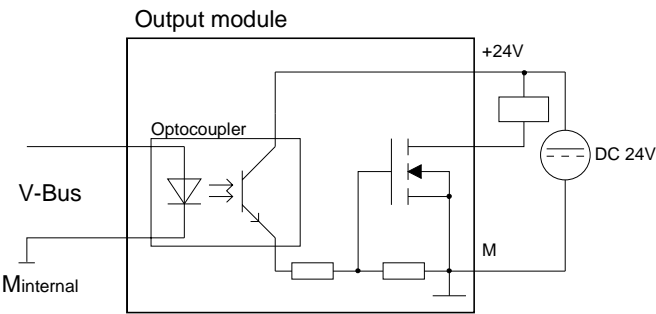 Output module
+24V
Optocoupler
DC 24V
V-Bus
M
Minternal